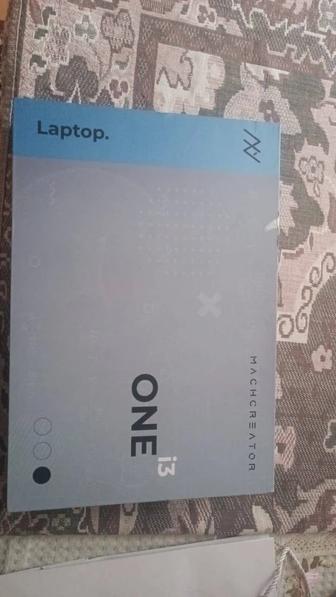 Laptop.
MACHCREATOR
ONE
i3